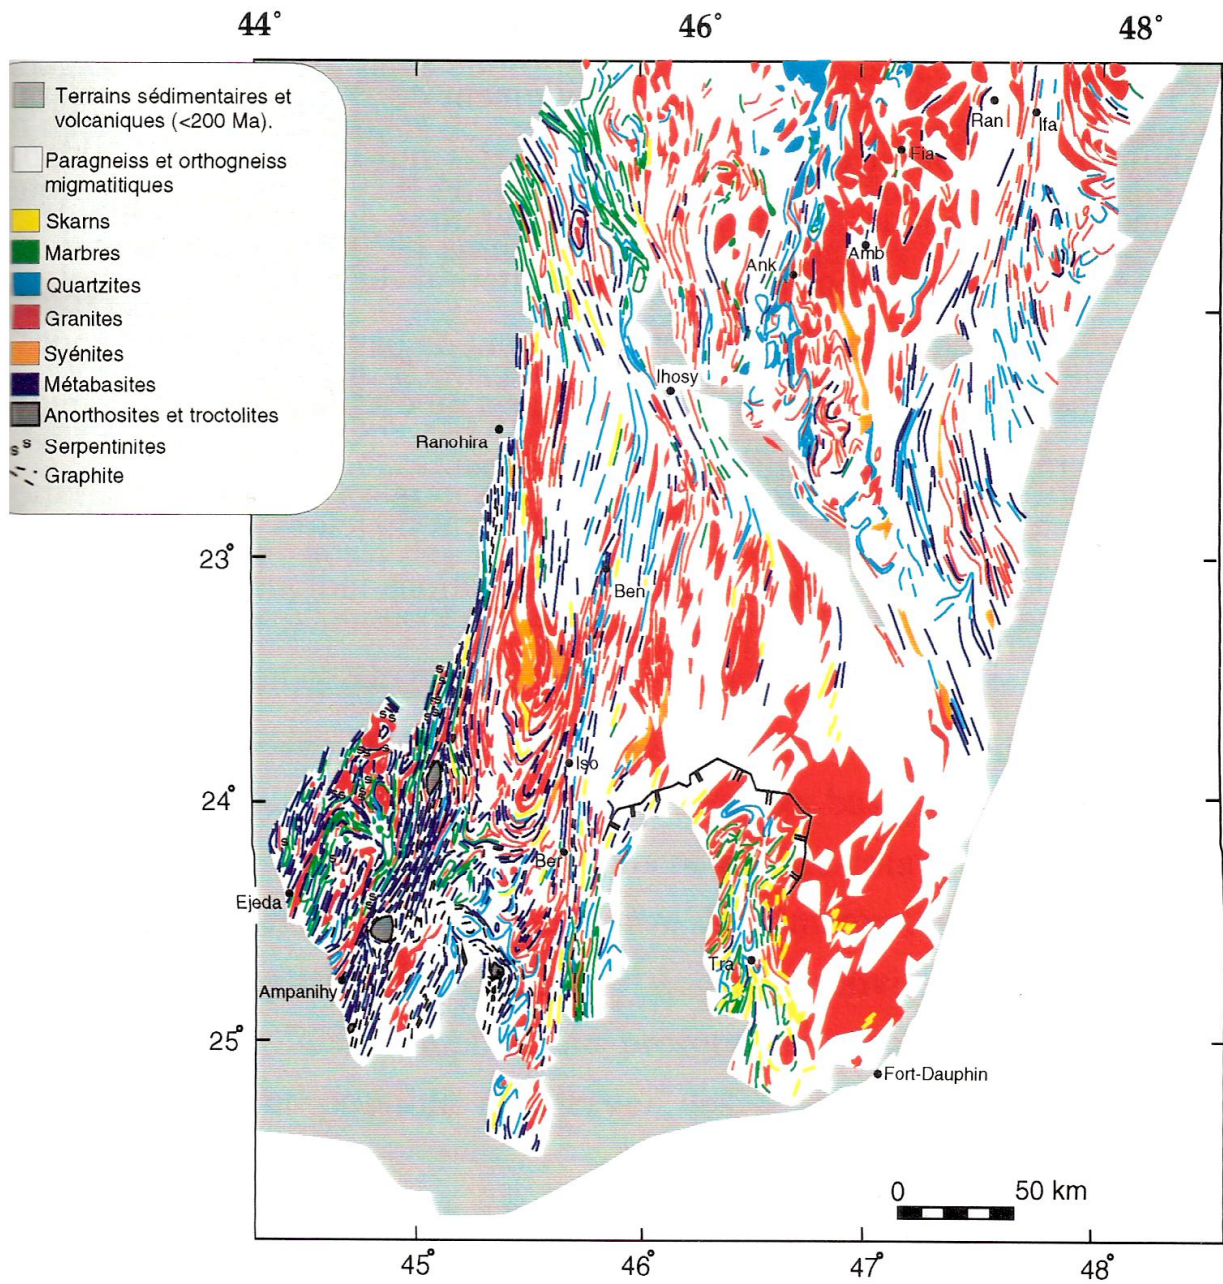 44° 46° 48°
Terrains sédimentaires et
volcaniques (<200 Ma).
Paragneiss et orthogneiss
migmatitiques
Skarns
Marbres
Quartzites
Granites
Syénites
Métabasites
Anorthosites et troctolites
s s Serpentinites
Graphite
Ran
Ifa
Fia
Amb
Ank
Ihosy
Ranohira
23°
Ben
Iso
24°
Ber
Ejeda
Tra
Ampanihy
25°
Fort-Dauphin
0 50 km
45° 46° 47° 48°